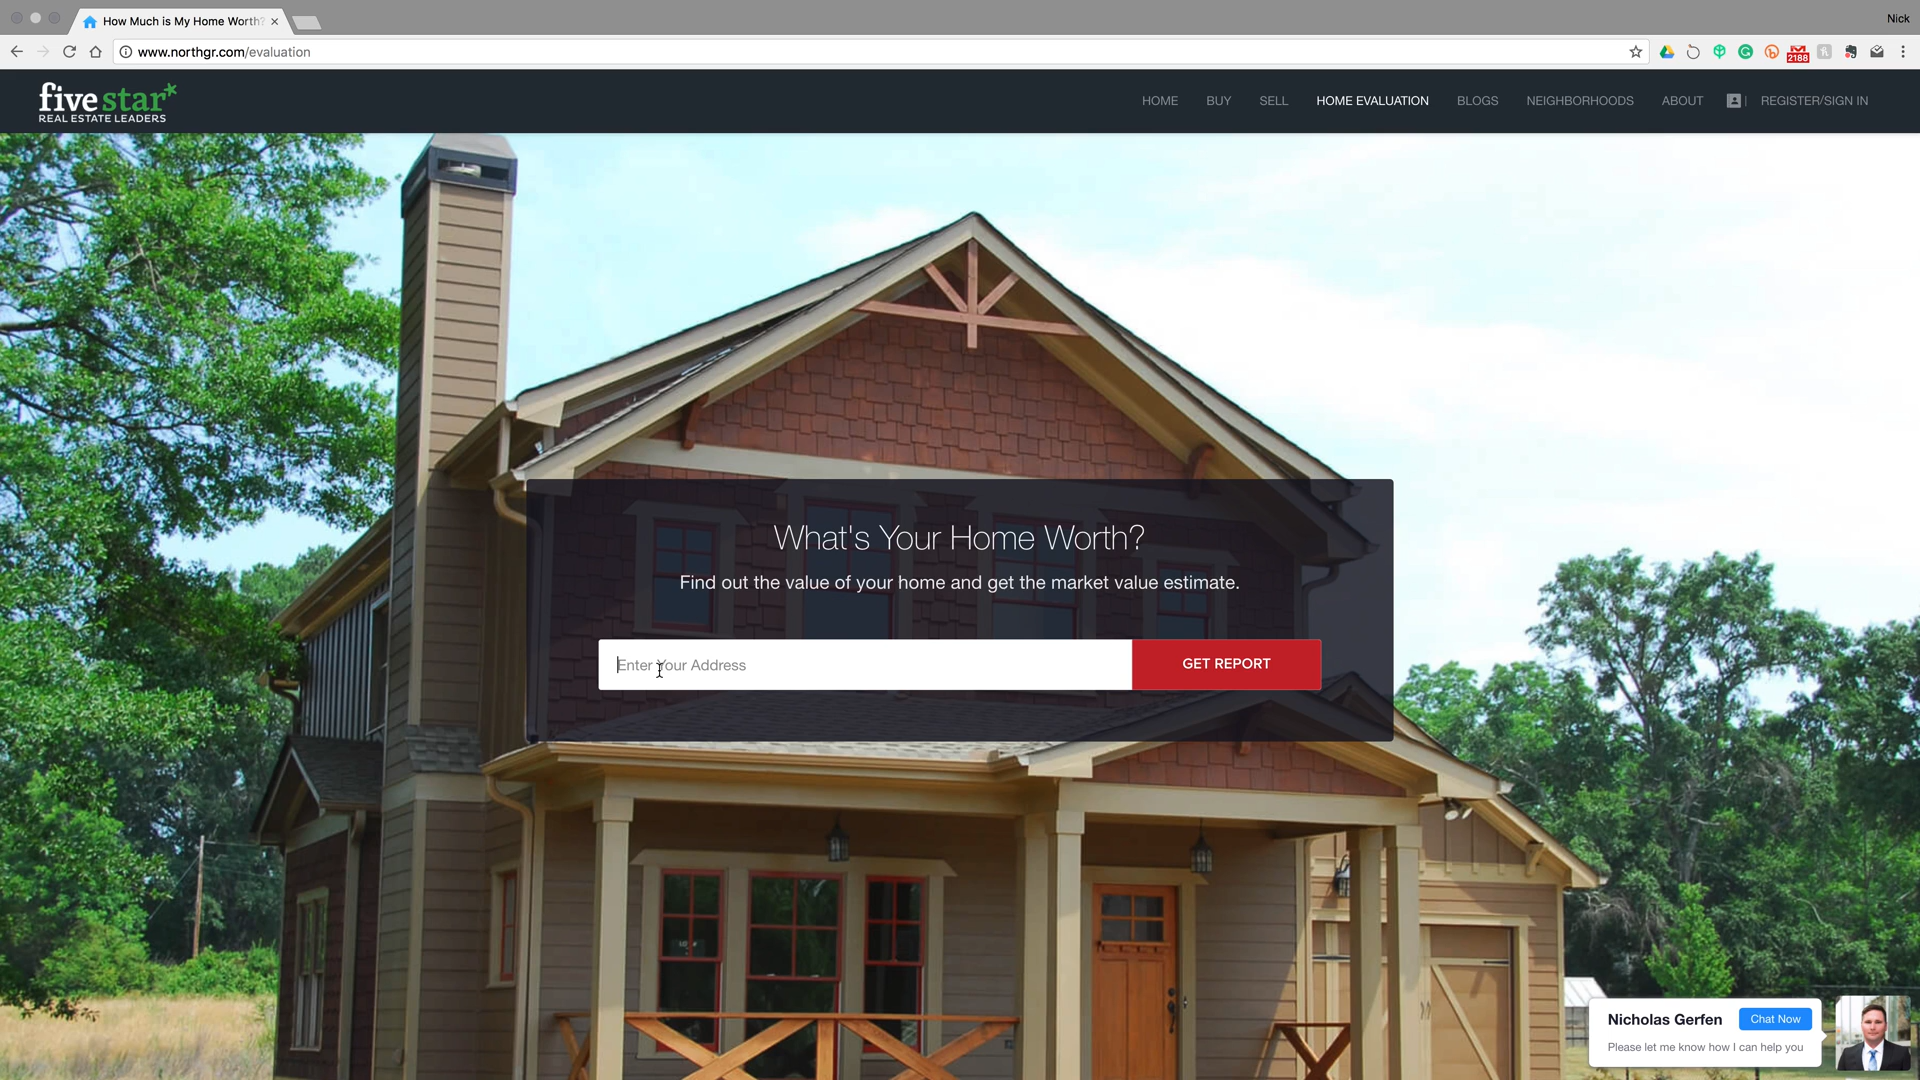 How Much is My Home Worth?
Nick
www.northgr.com/evaluation
2188
five star
REAL ESTATE LEADERS
HOME
BUY
SELL
HOME EVALUATION
BLOGS
NEIGHBORHOODS
ABOUT
REGISTER/SIGN IN
What's Your Home Worth?
Find out the value of your home and get the market value estimate.
Enter Your Address
GET REPORT
Nicholas Gerfen
Chat Now
Please let me know how I can help you